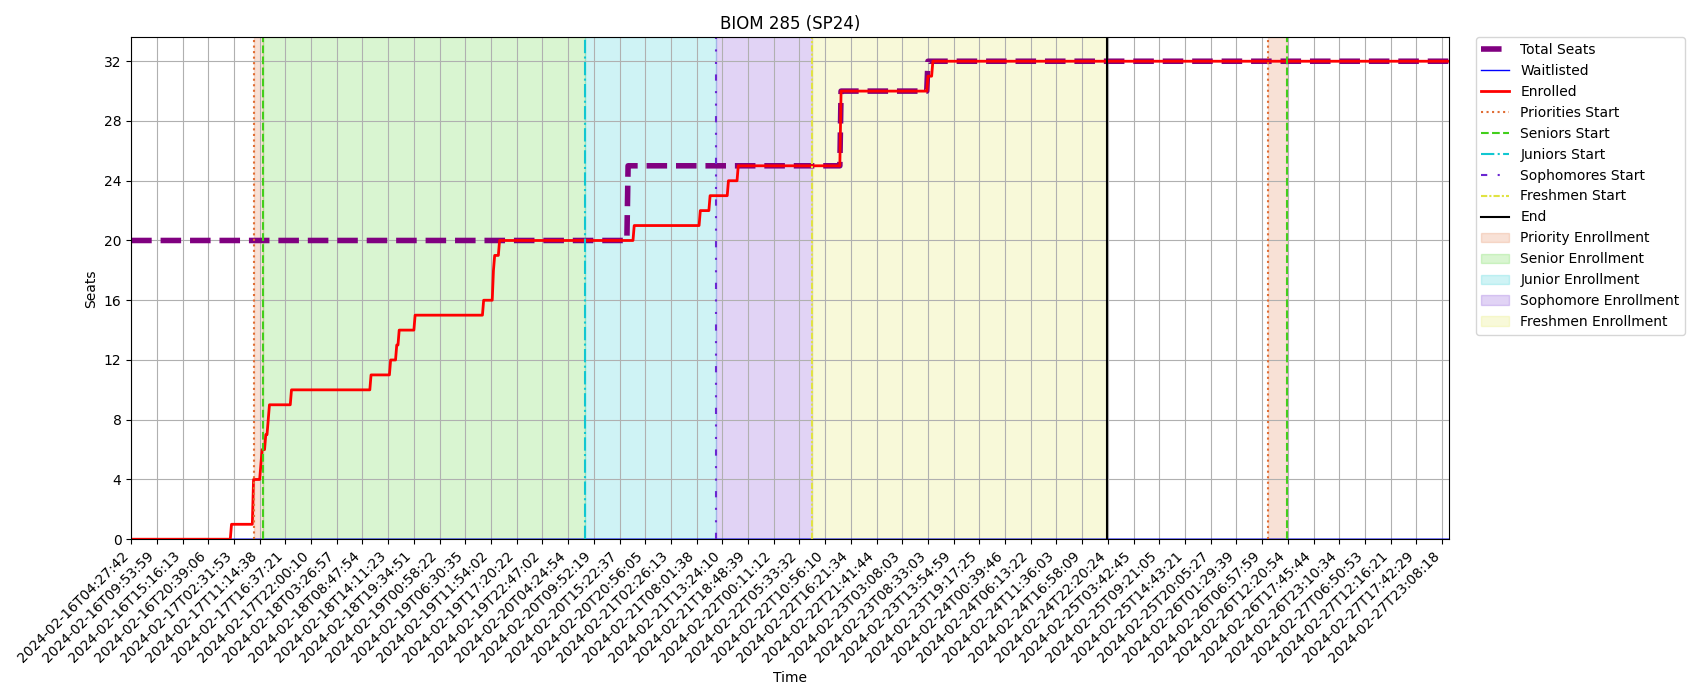 BIOM 285 (SP24)
Seats
32
28
24
20
16
12
8
4
0
2024-02-16T04:27:42
2024-02-16T09:53:59
2024-02-16T15:16:13
2024-02-16T20:39:06
2024-02-17T02:31:53
2024-02-17T11:14:38
2024-02-17T16:37:21
2024-02-17T22:00:10
2024-02-18T03:26:57
2024-02-18T08:47:54
2024-02-18T14:11:23
2024-02-18T19:34:51
2024-02-19T00:58:22
2024-02-19T06:30:35
2024-02-19T11:54:02
2024-02-19T17:20:22
2024-02-19T22:47:02
2024-02-20T04:24:54
2024-02-20T09:52:19
2024-02-20T15:22:37
2024-02-20T20:56:05
2024-02-21T02:26:13
2024-02-21T08:01:38
2024-02-21T13:24:10
2024-02-21T18:48:39
2024-02-22T00:11:12
2024-02-22T05:33:32
2024-02-22T10:56:10
2024-02-22T16:21:34
2024-02-22T21:41:44
2024-02-23T03:08:03
2024-02-23T08:33:03
2024-02-23T13:54:59
2024-02-23T19:17:25
2024-02-24T00:39:46
2024-02-24T06:13:22
2024-02-24T11:36:03
2024-02-24T16:58:09
2024-02-24T22:20:24
2024-02-25T03:42:45
2024-02-25T09:21:05
2024-02-25T14:43:21
2024-02-25T20:05:27
2024-02-26T01:29:39
2024-02-26T06:57:59
2024-02-26T12:20:54
2024-02-26T17:45:44
2024-02-26T23:10:34
2024-02-27T06:50:53
2024-02-27T12:16:21
2024-02-27T17:42:29
2024-02-27T23:08:18
Time
Total Seats
Waitlisted
Enrolled
Priorities Start
Seniors Start
Juniors Start
Sophomores Start
Freshmen Start
End
Priority Enrollment
Senior Enrollment
Junior Enrollment
Sophomore Enrollment
Freshmen Enrollment